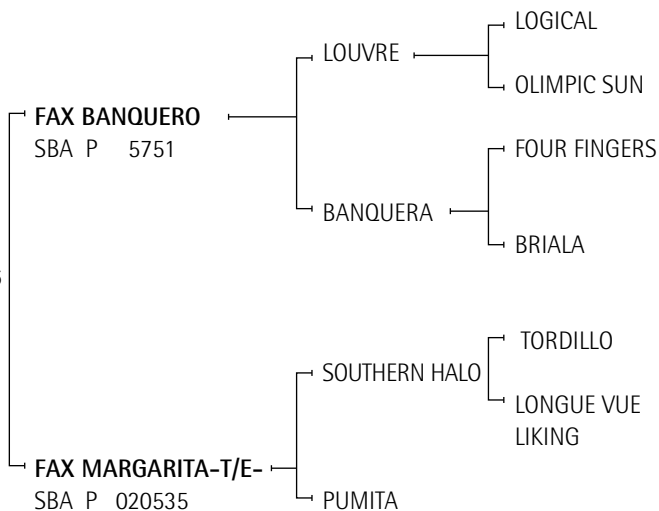 LOGICAL
LOUVRE
OLIMPIC SUN
FAX BANQUERO
SBA P 5751
FOUR FINGERS
BANQUERA
BRIALA
TORDILLO
SOUTHERN HALO
LONGUE VUE
LIKING
FAX MARGARITA-T/E-
SBA P 020535
PUMITA